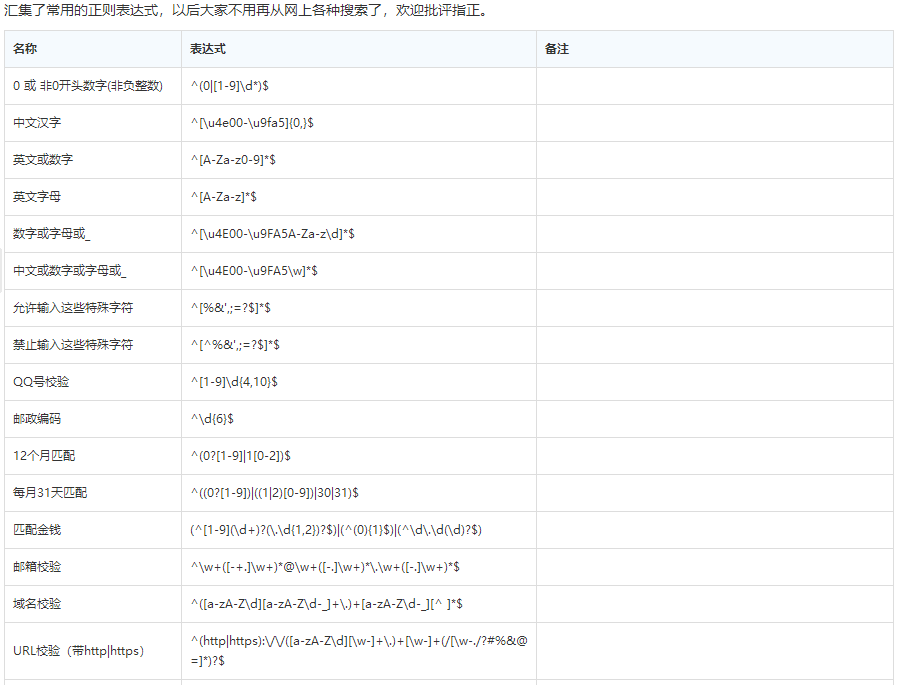 汇集了常用的正则表达式，以后大家不用再从网上各种搜索了，欢迎批评指正。
名称 表达式 备注
0 或 非0开头数字(非负整数) ^(0|[1-9]\d*)$
中文汉字 ^[\u4e00-\u9fa5]{0,}$
英文或数字 ^[A-Za-z0-9]*$
英文字母 ^[A-Za-z]*$
数字或字母或_ ^[\u4E00-\u9FA5A-Za-z\d]*$
中文或数字或字母或_ ^[\u4E00-\u9FA5\w]*$
允许输入这些特殊字符 ^[%&',;=?$]*$
禁止输入这些特殊字符 ^[^%&',;=?$]*$
QQ号校验 ^[1-9]\d{4,10}$
邮政编码 ^\d{6}$
12个月匹配 ^(0?[1-9]|1[0-2])$
每月31天匹配 ^((0?[1-9])|((1|2)[0-9])|30|31)$
匹配金钱 (^[1-9](\d+)?(\.\d{1,2})?$)|(^(0){1}$)|(^\d\.\d(\d)?$)
邮箱校验 ^\w+([-+.]\w+)*@\w+([-.]\w+)*\.\w+([-.]\w+)*$
域名校验 ^([a-zA-Z\d][a-zA-Z\d-_]+\.)+[a-zA-Z\d-_][^ ]*$
URL校验（带http|https） ^(http|https):\/\/([a-zA-Z\d][\w-]+\.)+[\w-]+(/[\w-./?#%&@
=]*)?$